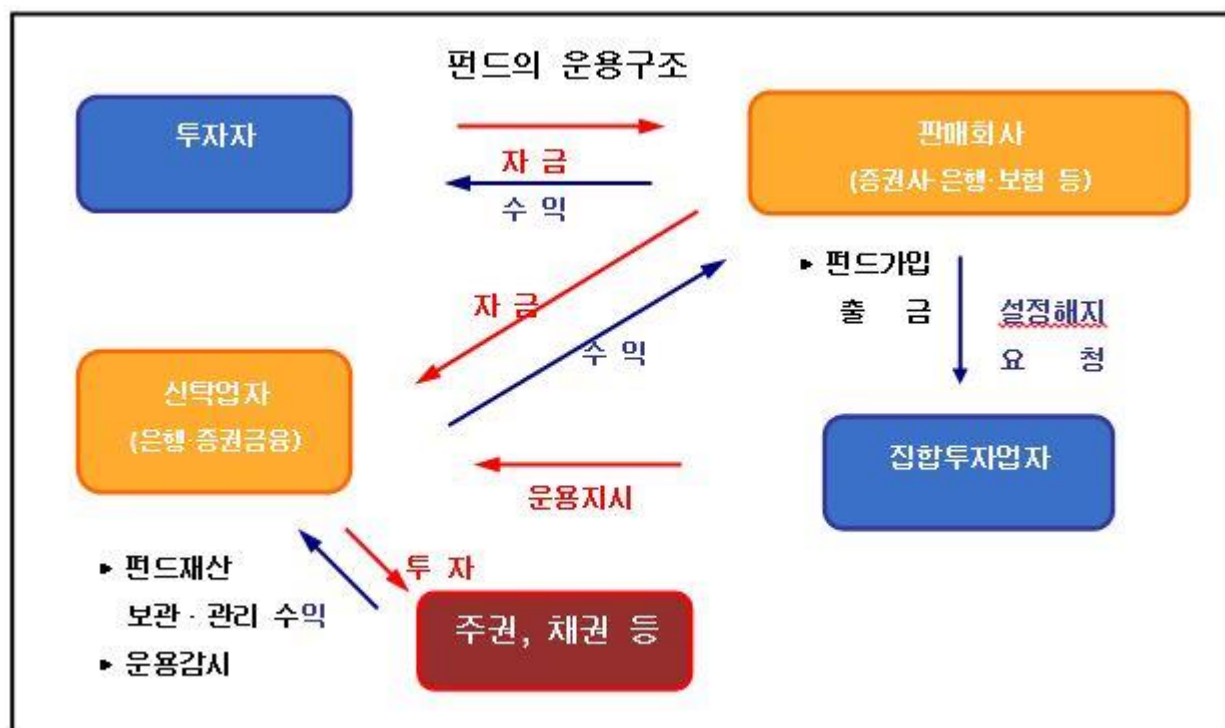 펀드의 운용구조
투자자
자 금
수 익
판매회사
(증권사·은행·보험 등)
자 금
수 익
▸ 펀드가입
출 금
설정해지
요 청
신탁업자
(은행·증권금융)
운용지시
집합투자업자
▸ 펀드재산
보관·관리 수익
▸ 운용감시
투 자
주권, 채권 등